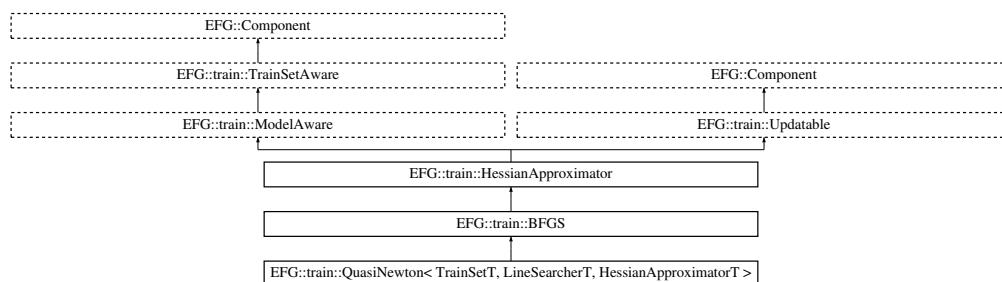 EFG::Component
EFG::train::TrainSetAware
EFG::Component
EFG::train::ModelAware
EFG::train::Updatable
EFG::train::HessianApproximator
EFG::train::BFGS
EFG::train::QuasiNewton< TrainSetT, LineSearcherT, HessianApproximatorT >